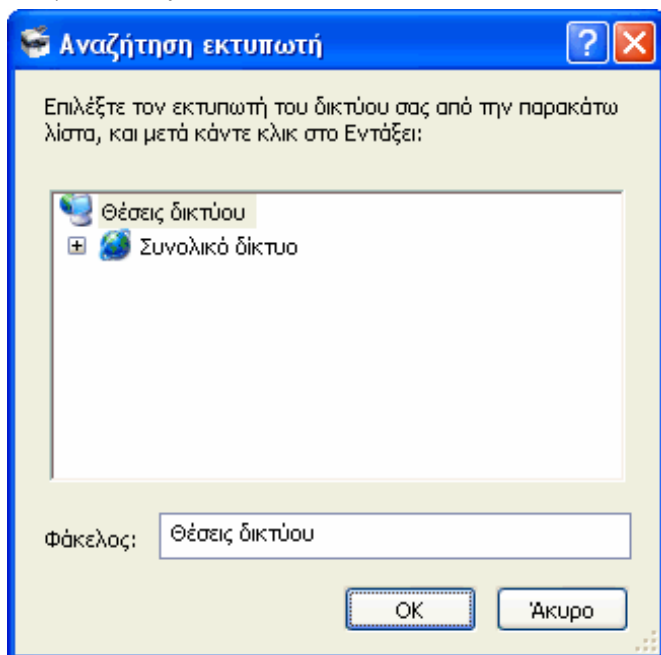 Αναζήτηση εκτυπωτή
Επιλέξτε τον εκτυπωτή του δικτύου σας από την παρακάτω
λίστα, και μετά κάντε κλικ στο Εντάξει:
Θέσεις δικτύου
Συνολικό δίκτυο
Φάκελος: Θέσεις δικτύου
OK Άκυρο